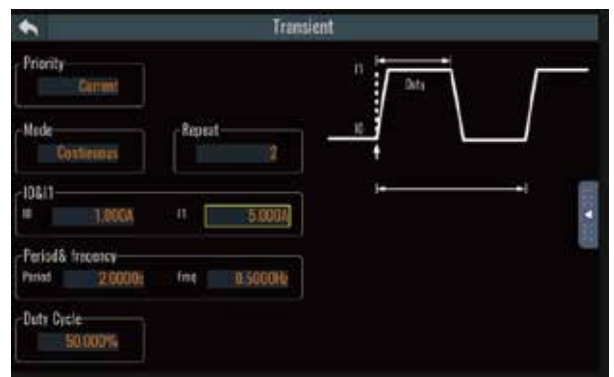 Transient
Priority
Current
Mode
Continuous
Repeat
2
I0&I1
I0 1.000A I1 5.000A
Period& frecency
Period 2.0000s freq 0.5000Hz
Duty Cycle
50.000%
I1
Duty
I0